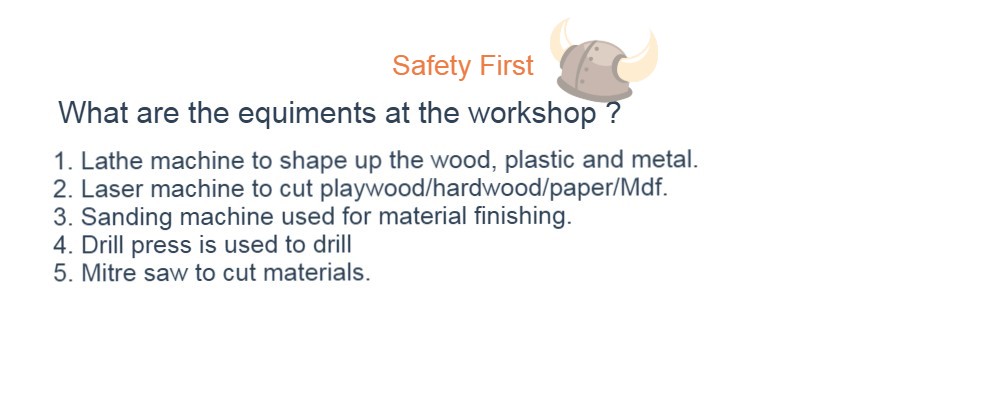 Safety First
What are the equiments at the workshop ?
1. Lathe machine to shape up the wood, plastic and metal.
2. Laser machine to cut playwood/hardwood/paper/Mdf.
3. Sanding machine used for material finishing.
4. Drill press is used to drill
5. Mitre saw to cut materials.